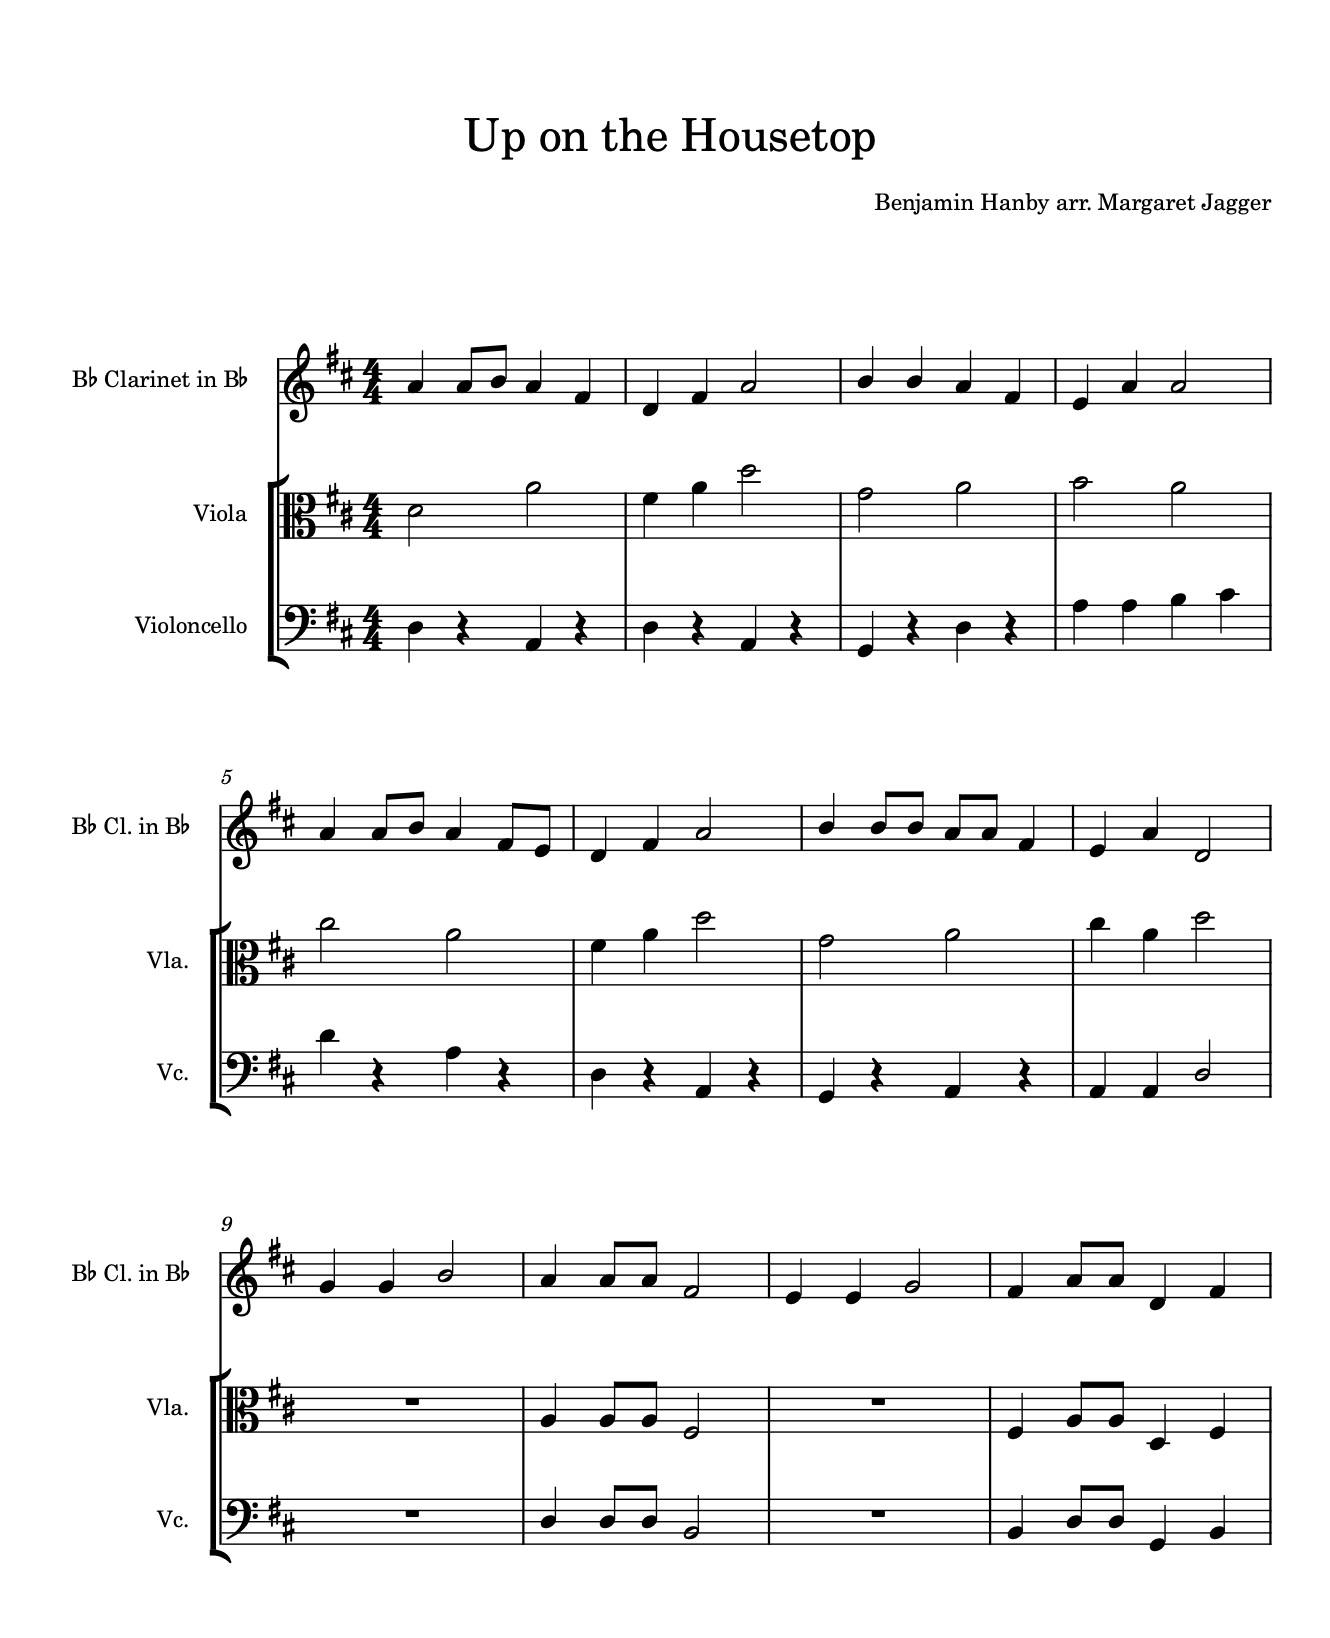 Up on the Housetop
Benjamin Hanby arr. Margaret Jagger
B♭ Clarinet in B♭
Viola
Violoncello
5
B♭ Cl. in B♭
Vla.
Vc.
9
B♭ Cl. in B♭
Vla.
Vc.